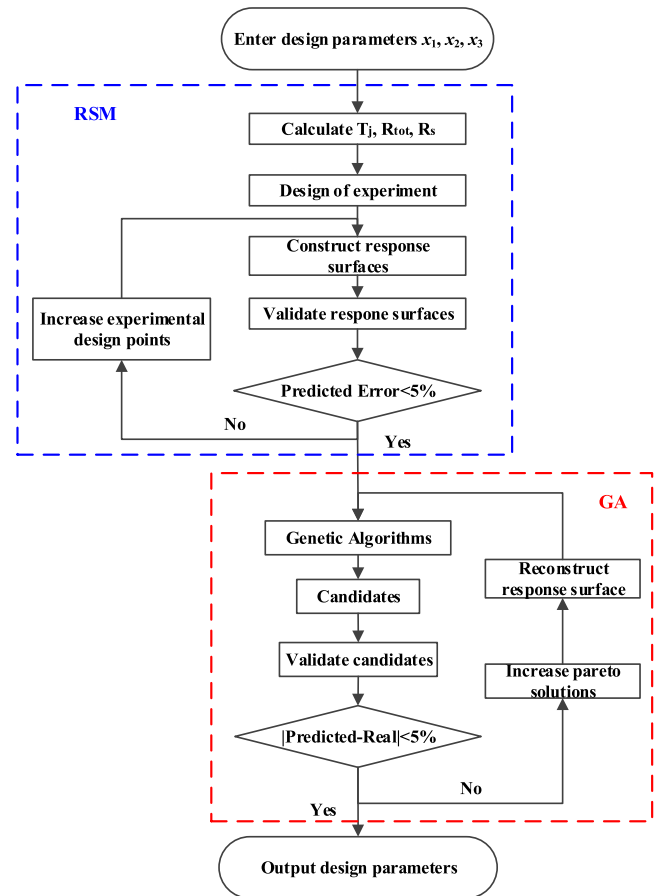 Enter design parameters x1, x2, x3
RSM
Calculate Tj, Rtot, Rs
Design of experiment
Construct response
surfaces
Increase experimental
design points
Validate respone surfaces
Predicted Error<5%
No
Yes
GA
Genetic Algorithms
Reconstruct
response surface
Candidates
Validate candidates
Increase pareto
solutions
|Predicted-Real|<5%
No
Yes
Output design parameters